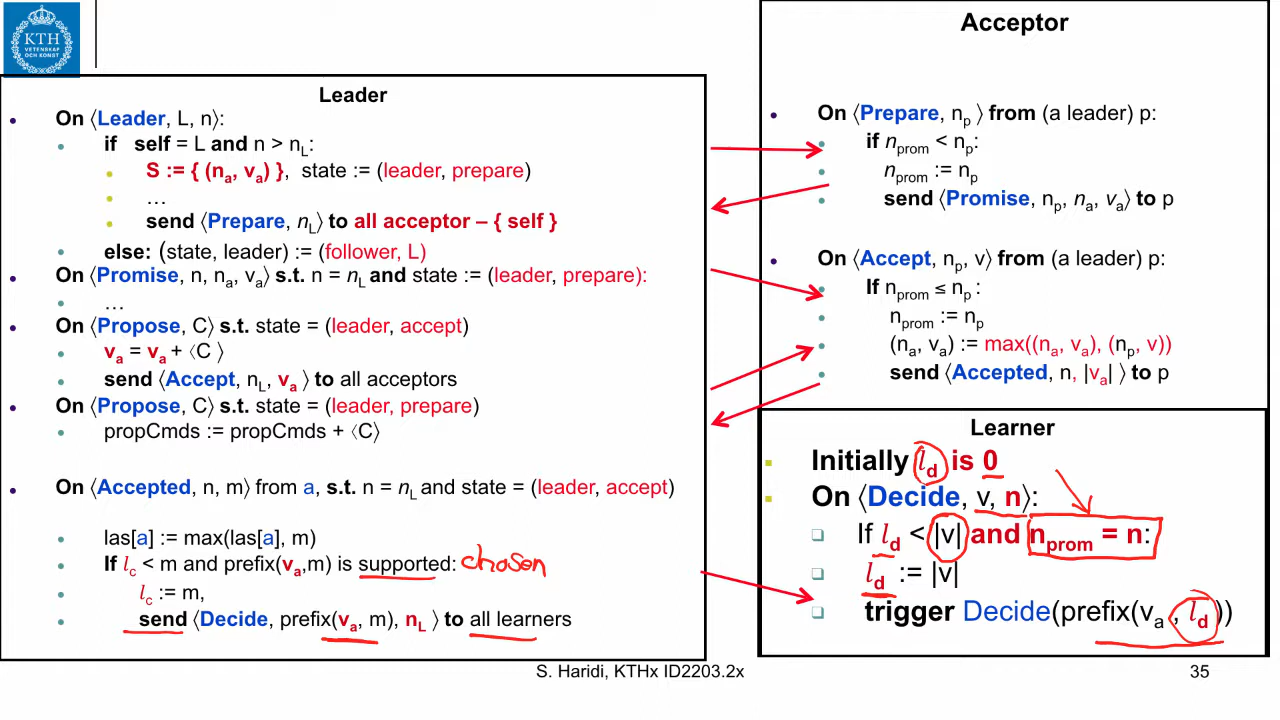 KTH
VETENSKAP
OCH KONST
Leader
On ⟨Leader, L, n⟩:
if self = L and n > nL:
S := { (na, va) }, state := (leader, prepare)
…
send ⟨Prepare, nL⟩ to all acceptor – { self }
else: (state, leader) := (follower, L)
On ⟨Promise, n, na, va⟩ s.t. n = nL and state := (leader, prepare):
…
On ⟨Propose, C⟩ s.t. state = (leader, accept)
va = va + ⟨C ⟩
send ⟨Accept, nL, va ⟩ to all acceptors
On ⟨Propose, C⟩ s.t. state = (leader, prepare)
propCmds := propCmds + ⟨C⟩
On ⟨Accepted, n, m⟩ from a, s.t. n = nL and state = (leader, accept)
las[a] := max(las[a], m)
If lc < m and prefix(va,m) is supported: chosen
lc := m,
send ⟨Decide, prefix(va, m), nL ⟩ to all learners
Acceptor
On ⟨Prepare, np ⟩ from (a leader) p:
if nprom < np:
nprom := np
send ⟨Promise, np, na, va⟩ to p
On ⟨Accept, np, v⟩ from (a leader) p:
If nprom ≤ np :
nprom := np
(na, va) := max((na, va), (np, v))
send ⟨Accepted, n, |va| ⟩ to p
Learner
Initially ld is 0
On ⟨Decide, v, n⟩:
If ld < |v| and nprom = n:
ld := |v|
trigger Decide(prefix(va , ld))
S. Haridi, KTHx ID2203.2x
35